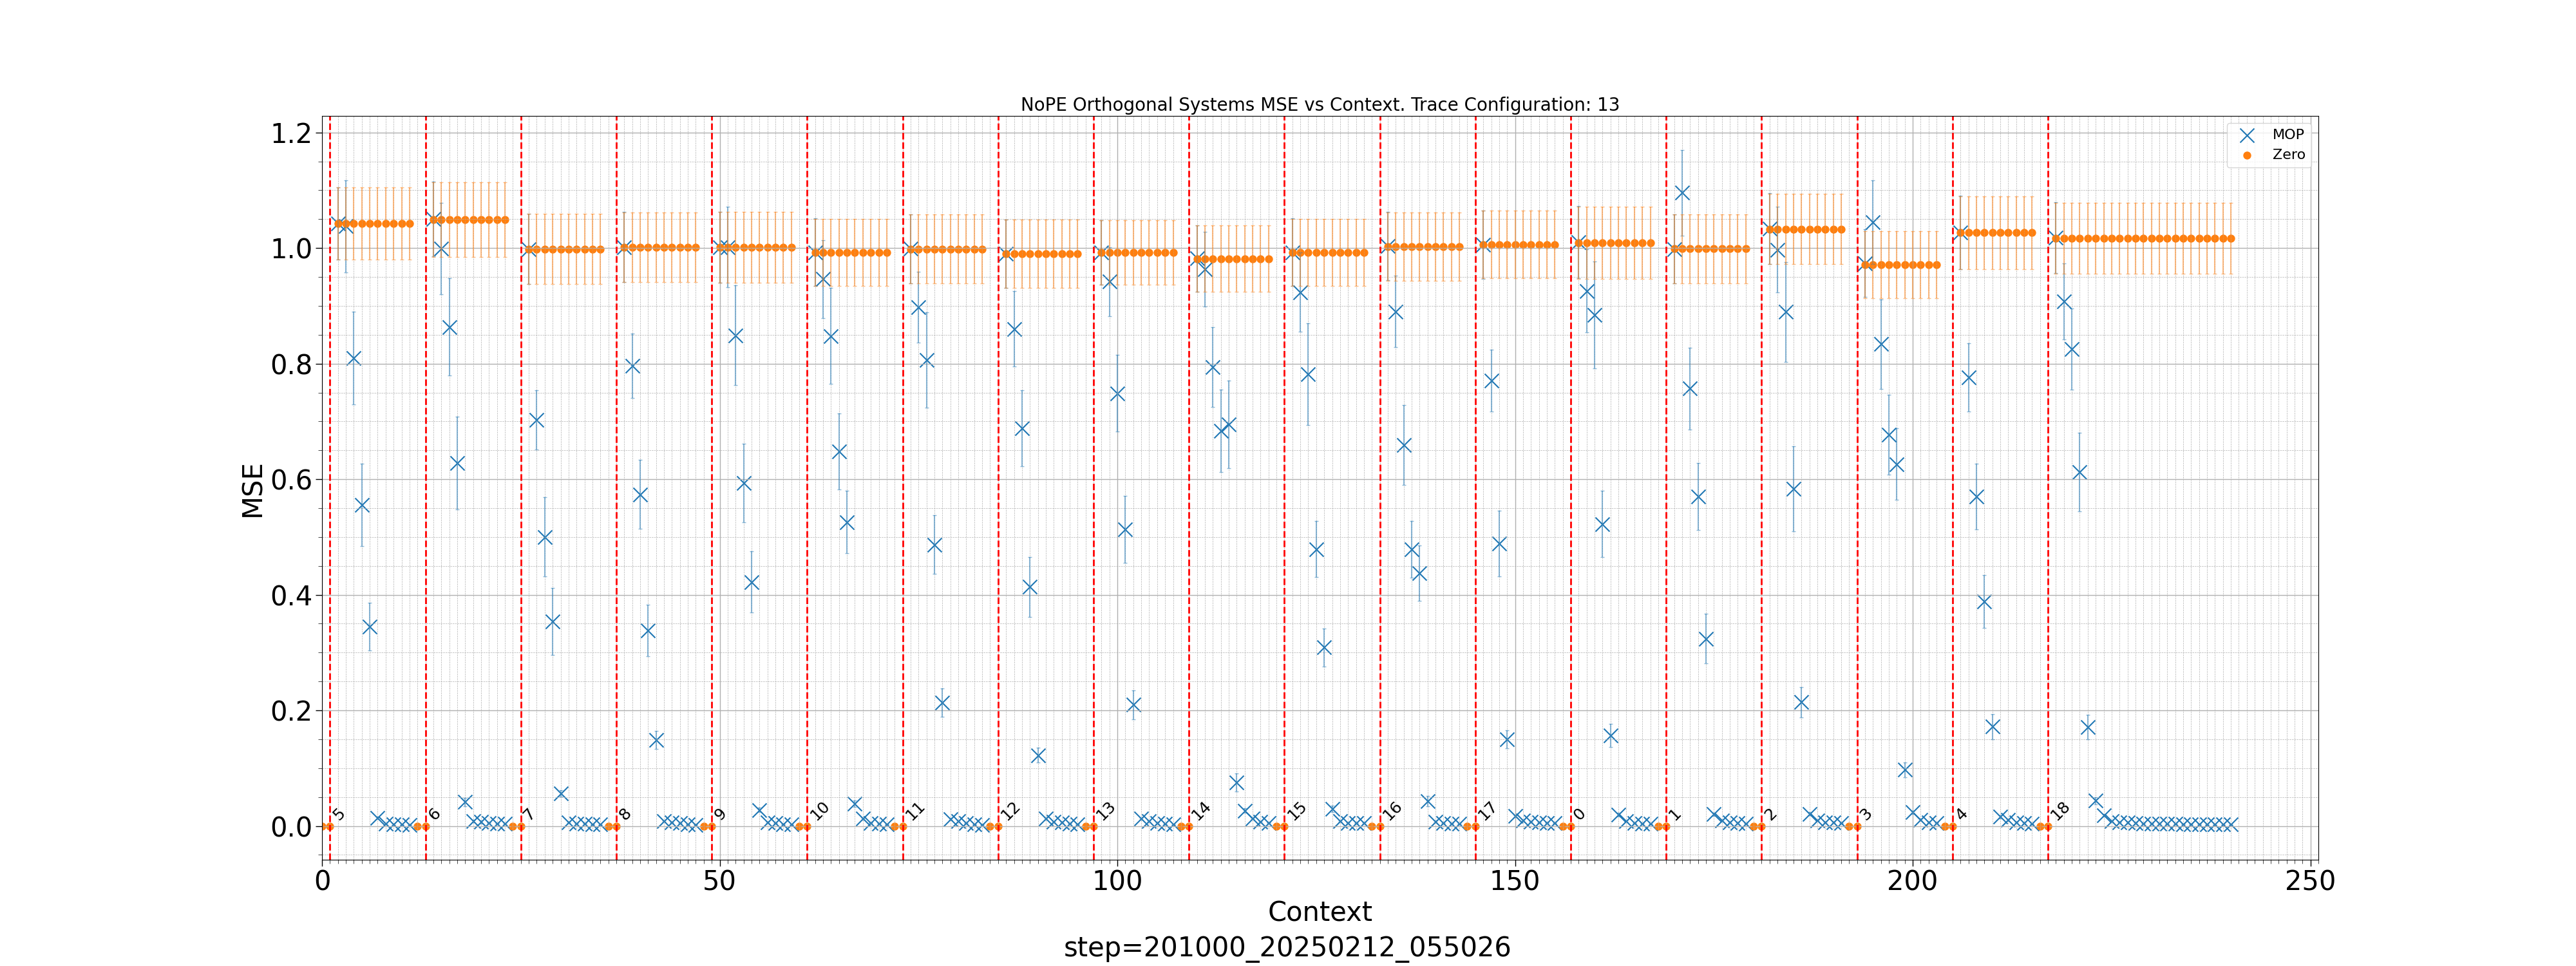 NoPE Orthogonal Systems MSE vs Context. Trace Configuration: 13
MOP
Zero
MSE
1.2
1.0
0.8
0.6
0.4
0.2
0.0
5 6 7 8 9 10 11 12 13 14 15 16 17 0 1 2 3 4 18
0 50 100 150 200 250
Context
step=201000_20250212_055026